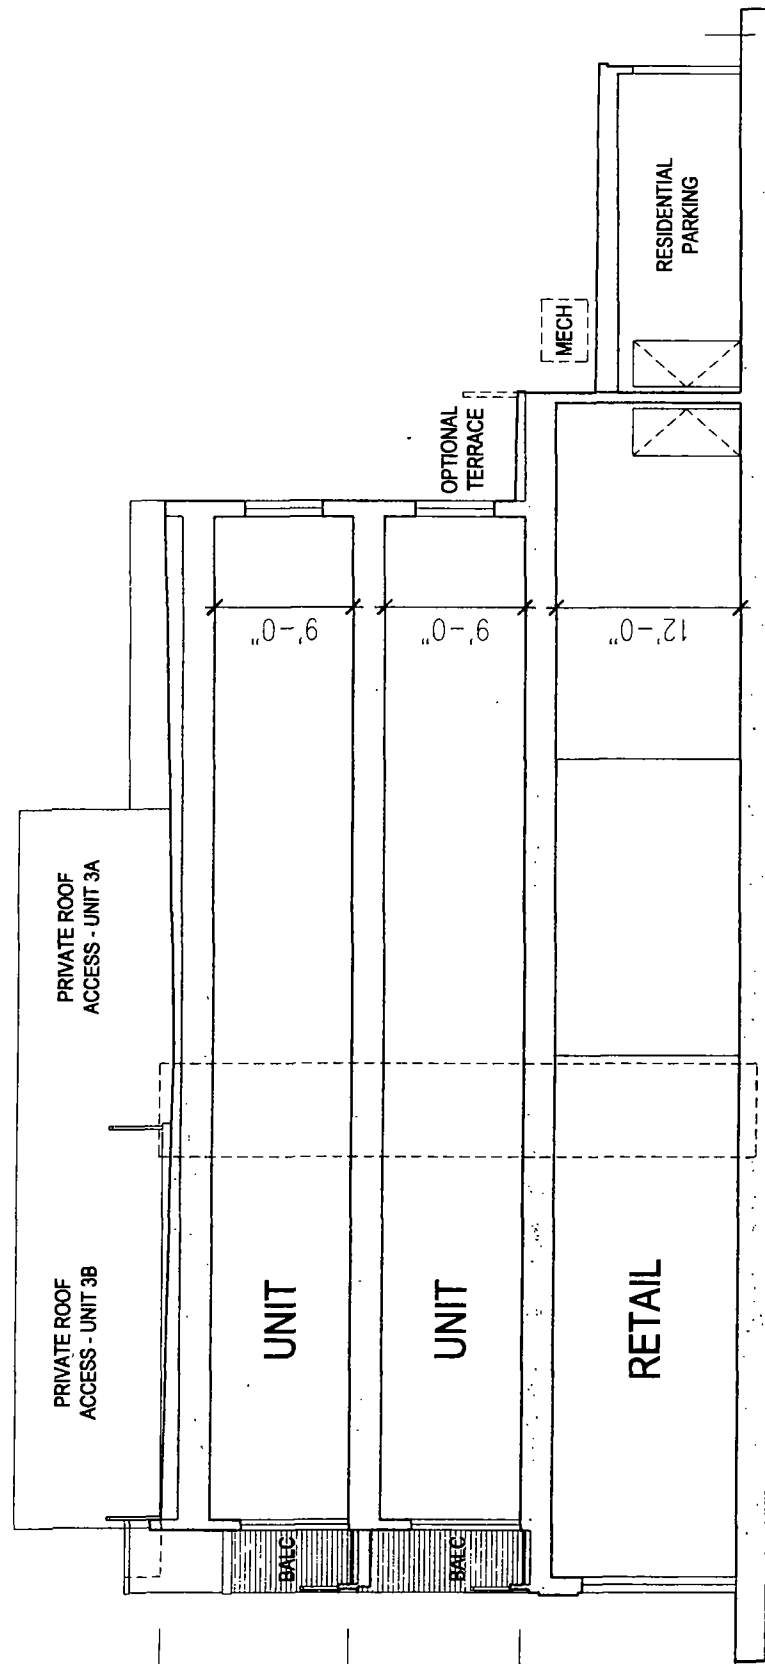 PRIVATE ROOF
ACCESS - UNIT 3B
PRIVATE ROOF
ACCESS - UNIT 3A
BALC
UNIT
9'-0"
BALC
UNIT
9'-0"
OPTIONAL
TERRACE
MECH
RETAIL
12'-0"
RESIDENTIAL
PARKING